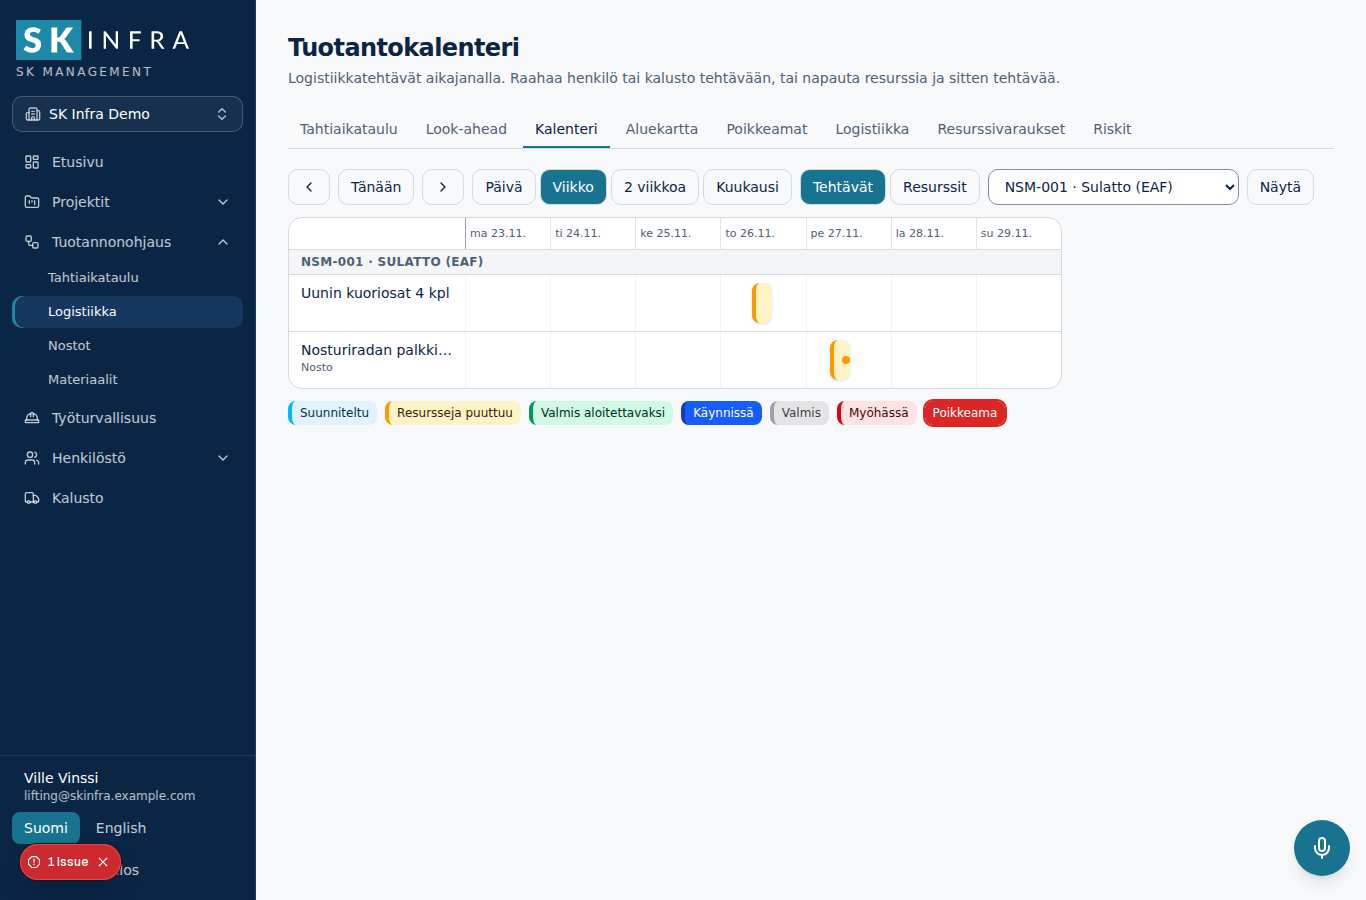 SK INFRA
SK MANAGEMENT
SK Infra Demo
Etusivu
Projektit
Tuotannonohjaus
Tahtiaikataulu
Logistiikka
Nostot
Materiaalit
Työturvallisuus
Henkilöstö
Kalusto
Ville Vinssi
lifting@skinfra.example.com
Suomi English
1 Issue
Tuotantokalenteri
Logistiikkatehtävät aikajanalla. Raahaa henkilö tai kalusto tehtävään, tai napauta resurssia ja sitten tehtävää.
Tahtiaikataulu Look-ahead Kalenteri Aluekartta Poikkeamat Logistiikka Resurssivaraukset Riskit
Tänään Päivä Viikko 2 viikkoa Kuukausi Tehtävät Resurssit NSM-001 · Sulatto (EAF) Näytä
ma 23.11. ti 24.11. ke 25.11. to 26.11. pe 27.11. la 28.11. su 29.11.
NSM-001 · SULATTO (EAF)
Uunin kuoriosat 4 kpl
Nosturiradan palkki…
Nosto
Suunniteltu Resursseja puuttuu Valmis aloitettavaksi Käynnissä Valmis Myöhässä Poikkeama